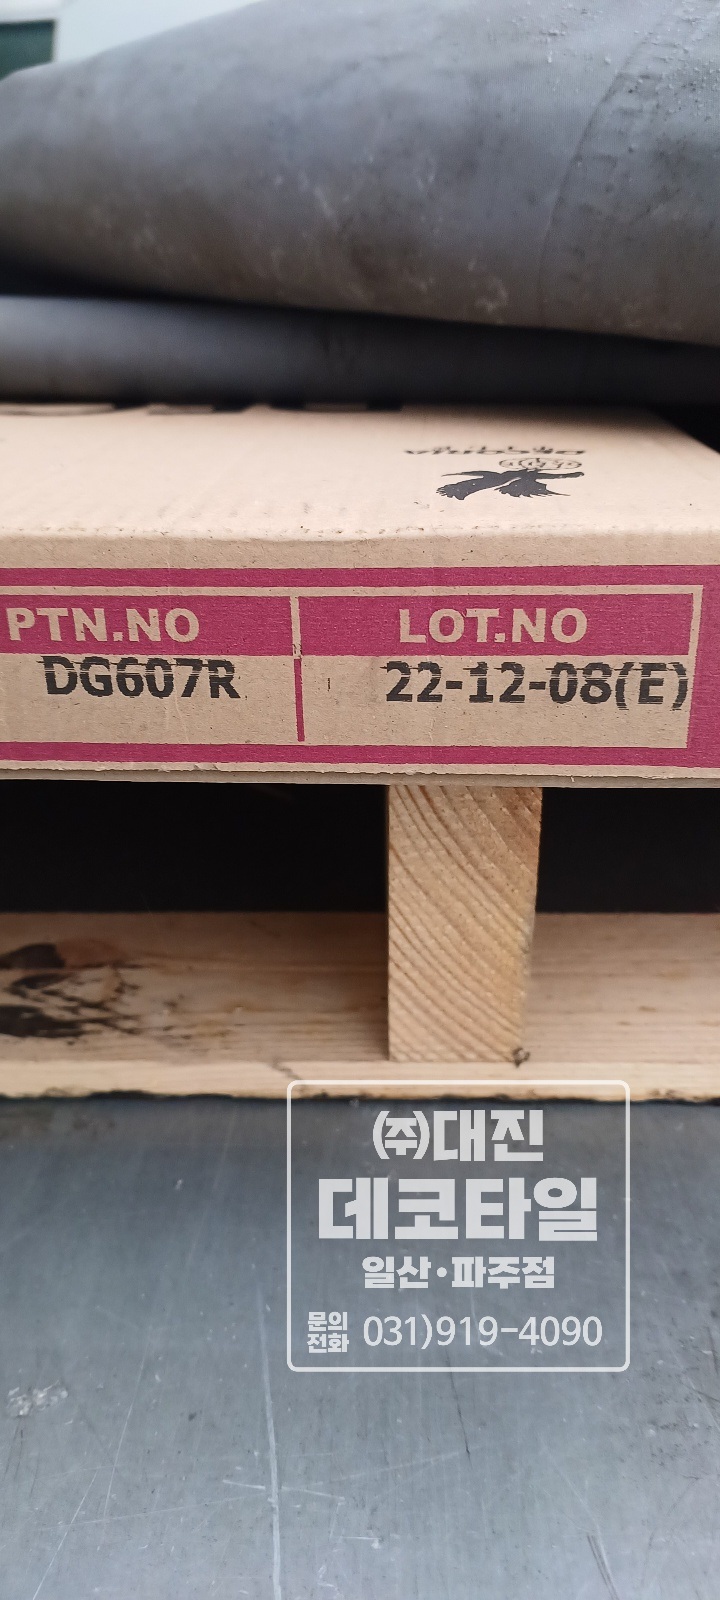 DECORIA
PTN.NO LOT.NO
DG607R 22-12-08(E)
㈜대진
데코타일
일산·파주점
문의
전화 031)919-4090